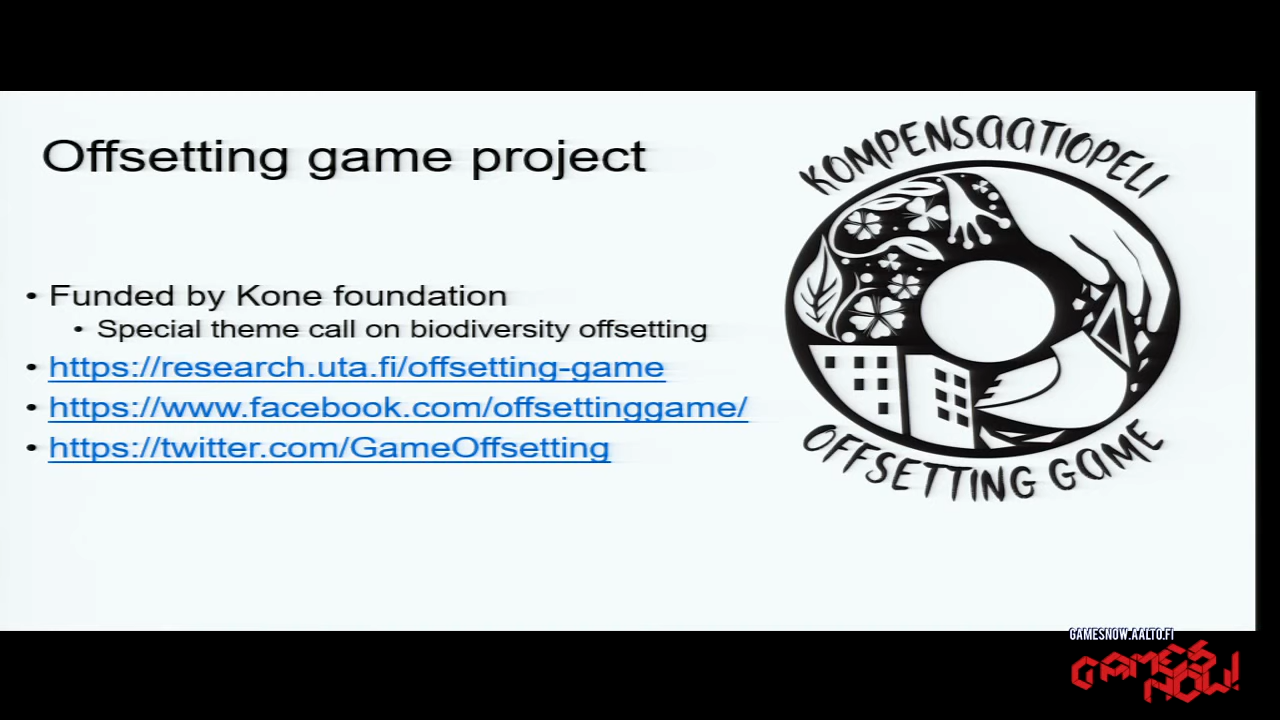 Offsetting game project
• Funded by Kone foundation
• Special theme call on biodiversity offsetting
• https://research.uta.fi/offsetting-game
• https://www.facebook.com/offsettinggame/
• https://twitter.com/GameOffsetting
KOMPENSAATIOPELI
OFFSETTING GAME
GAMESNOW.AALTO.FI
GAMES
NOW!